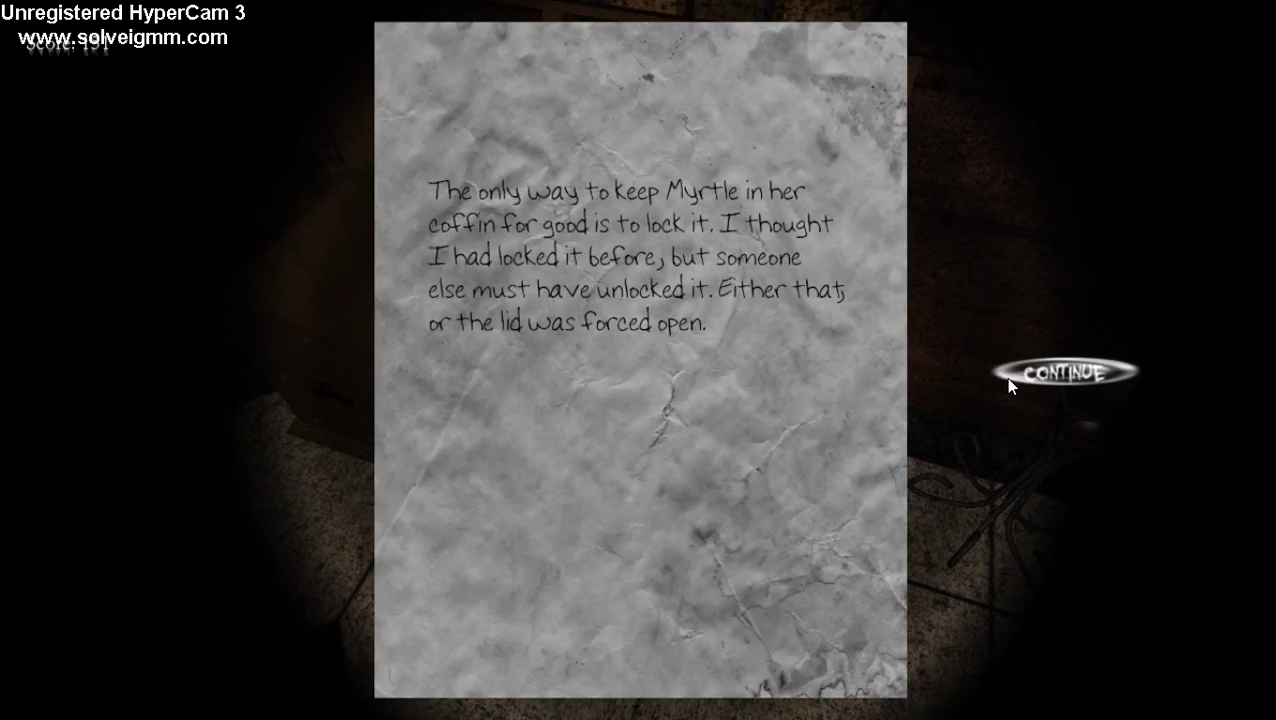 Unregistered HyperCam 3
www.solveigmm.com
Score: 191
The only way to keep Myrtle in her
coffin for good is to lock it. I thought
I had locked it before, but someone
else must have unlocked it. Either that,
or the lid was forced open.
CONTINUE